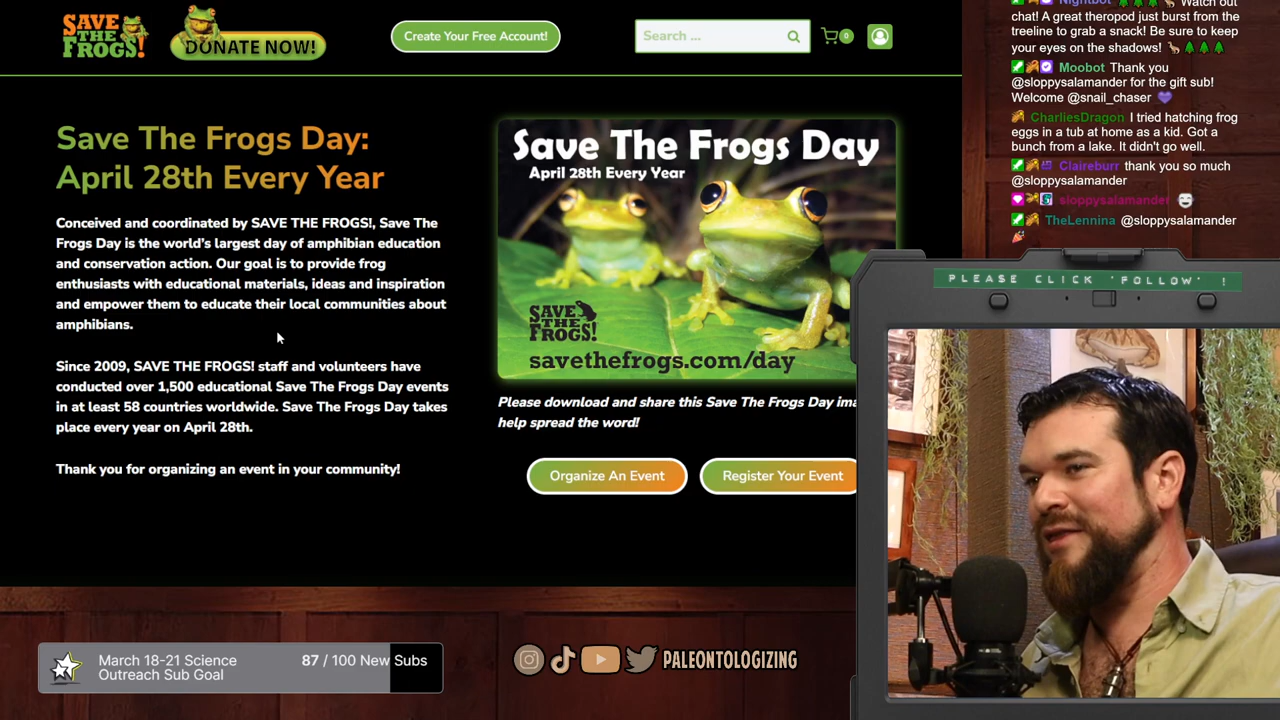 SAVE
THE
FROGS!
DONATE NOW!
Create Your Free Account!
Search ...
0
Save The Frogs Day:
April 28th Every Year
Conceived and coordinated by SAVE THE FROGS!, Save The
Frogs Day is the world's largest day of amphibian education
and conservation action. Our goal is to provide frog
enthusiasts with educational materials, ideas and inspiration
and empower them to educate their local communities about
amphibians.
Since 2009, SAVE THE FROGS! staff and volunteers have
conducted over 1,500 educational Save The Frogs Day events
in at least 58 countries worldwide. Save The Frogs Day takes
place every year on April 28th.
Thank you for organizing an event in your community!
Save The Frogs Day
April 28th Every Year
SAVE
THE
FROGS!
savethefrogs.com/day
Please download and share this Save The Frogs Day ima
help spread the word!
Organize An Event
Register Your Event
Nightbot Watch out
chat! A great theropod just burst from the
treeline to grab a snack! Be sure to keep
your eyes on the shadows!
Moobot Thank you
@sloppysalamander for the gift sub!
Welcome @snail_chaser
CharliesDragon I tried hatching frog
eggs in a tub at home as a kid. Got a
bunch from a lake. It didn't go well.
Claireburr thank you so much
@sloppysalamander
sloppysalamander
TheLennina @sloppysalamander
PLEASE CLICK 'FOLLOW' !
March 18-21 Science
Outreach Sub Goal
87 / 100 New Subs
PALEONTOLOGIZING